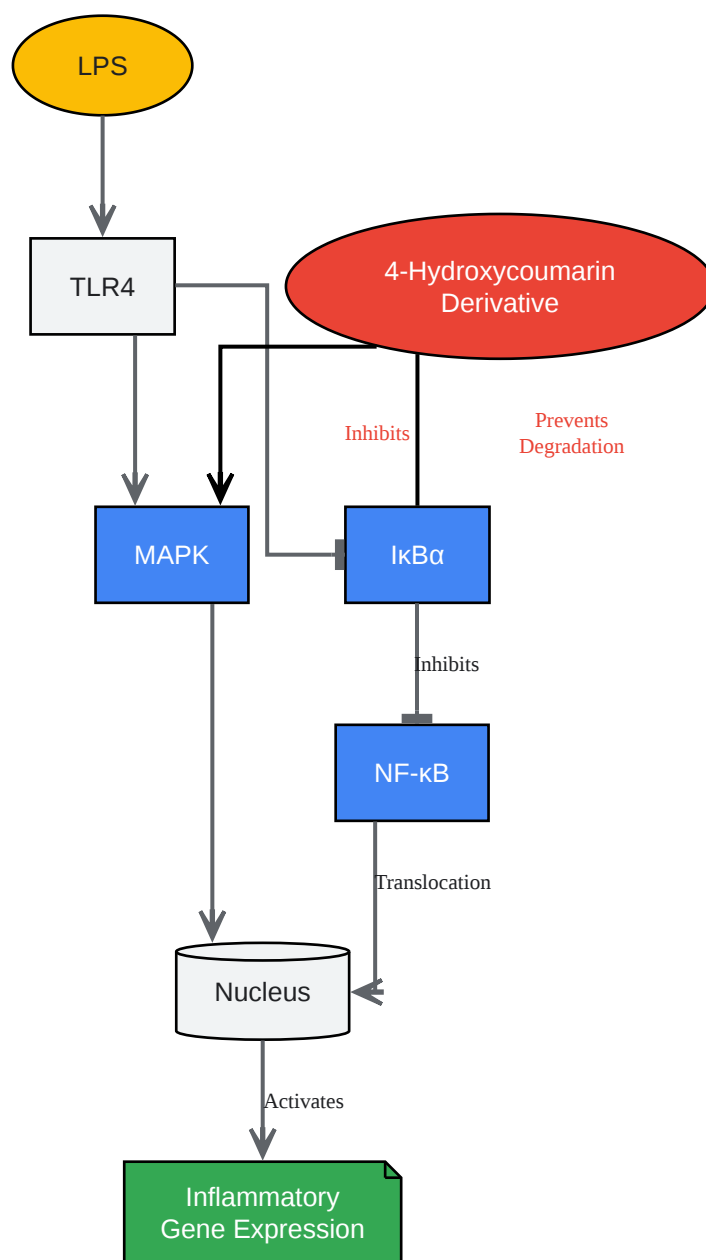 LPS
TLR4
4-Hydroxycoumarin
Derivative
Inhibits
Prevents
Degradation
MAPK
IκBα
Inhibits
NF-κB
Translocation
Nucleus
Activates
Inflammatory
Gene Expression